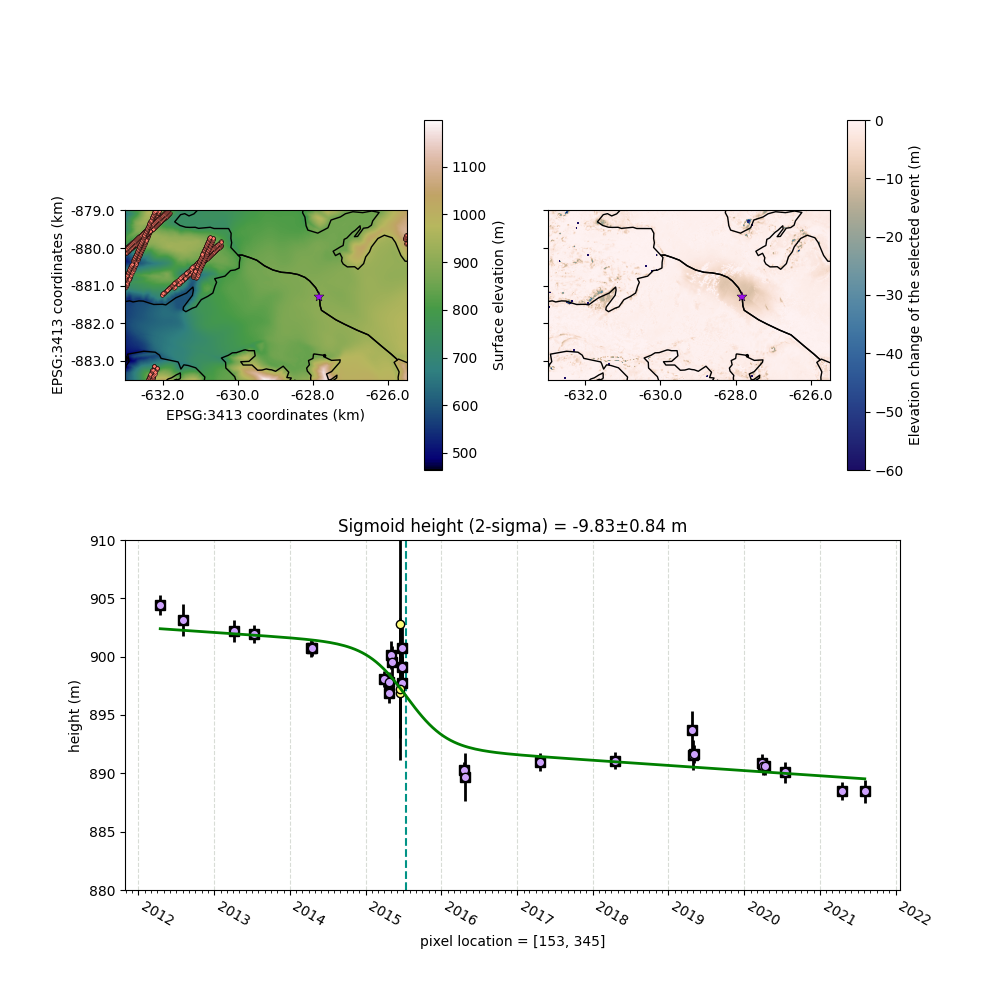 EPSG:3413 coordinates (km)
-879.0
-880.0
-881.0
-882.0
-883.0
-632.0 -630.0 -628.0 -626.0
EPSG:3413 coordinates (km)
1100
1000
900
800
700
600
500
Surface elevation (m)
-632.0 -630.0 -628.0 -626.0
0
−10
−20
−30
−40
−50
−60
Elevation change of the selected event (m)
Sigmoid height (2-sigma) = -9.83±0.84 m
height (m)
910
905
900
895
890
885
880
2012 2013 2014 2015 2016 2017 2018 2019 2020 2021 2022
pixel location = [153, 345]